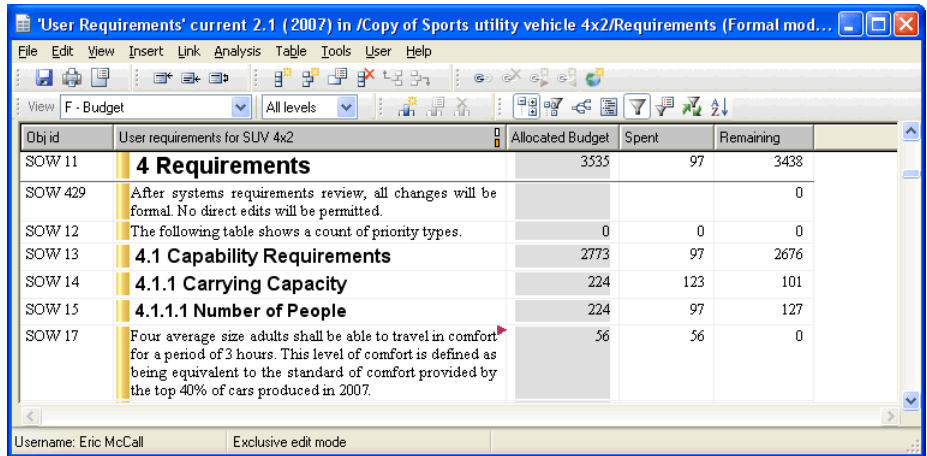 'User Requirements' current 2.1 (2007) in /Copy of Sports utility vehicle 4x2/Requirements (Formal mod...
File Edit View Insert Link Analysis Table Tools User Help
View F - Budget All levels
Obj id User requirements for SUV 4x2 Allocated Budget Spent Remaining
SOW 11 4 Requirements 3535 97 3438
SOW 429 After systems requirements review, all changes will be 0
formal. No direct edits will be permitted.
SOW 12 The following table shows a count of priority types. 0 0 0
SOW 13 4.1 Capability Requirements 2773 97 2676
SOW 14 4.1.1 Carrying Capacity 224 123 101
SOW 15 4.1.1.1 Number of People 224 97 127
SOW 17 Four average size adults shall be able to travel in comfort 56 56 0
for a period of 3 hours. This level of comfort is defined as
being equivalent to the standard of comfort provided by
the top 40% of cars produced in 2007.
Username: Eric McCall Exclusive edit mode